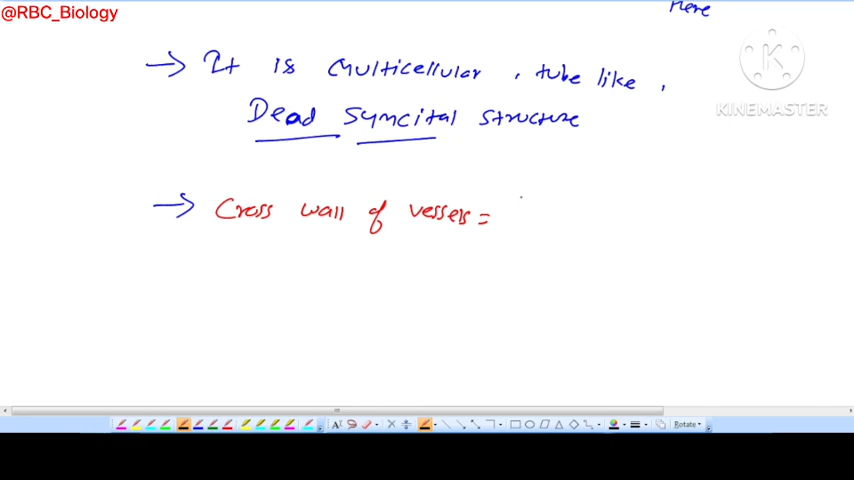 @RBC_Biology
Here
→ It is multicellular, tube like,
Dead Syncital structure
KINEMASTER
→ Cross wall of vessels =
Rotate